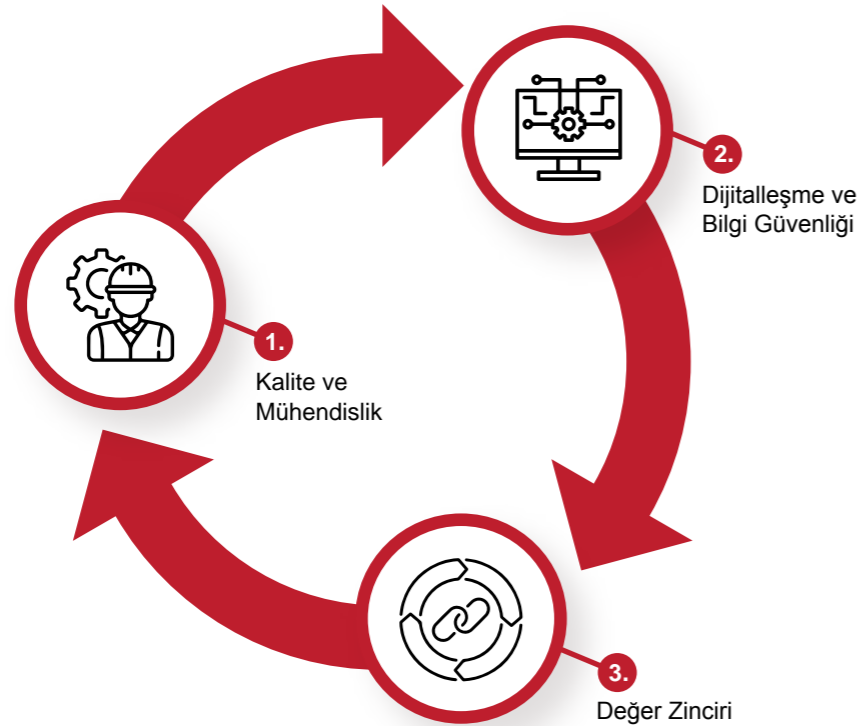 1.
Kalite ve
Mühendislik
2.
Dijitalleşme ve
Bilgi Güvenliği
3.
Değer Zinciri